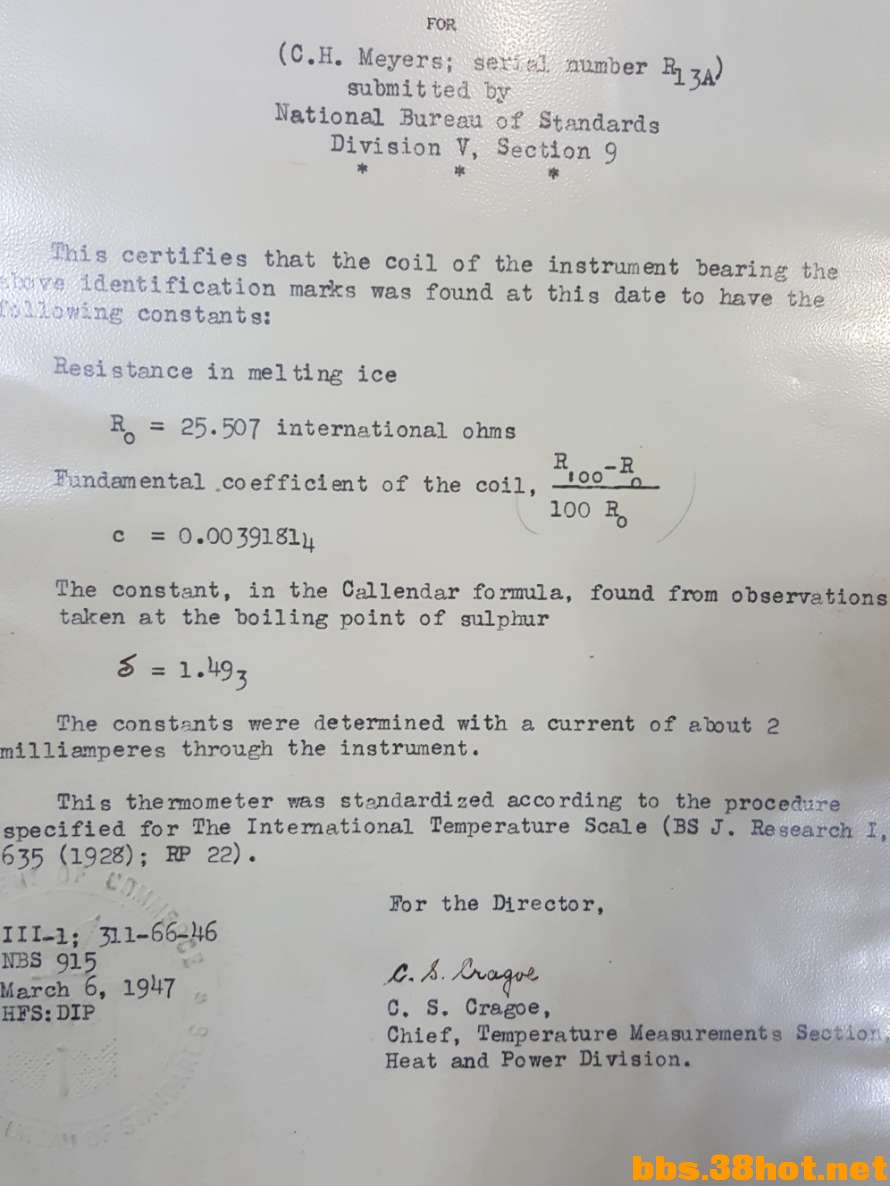 FOR
(C.H. Meyers; serial number R13A)
submitted by
National Bureau of Standards
Division V, Section 9
* * *
This certifies that the coil of the instrument bearing the
above identification marks was found at this date to have the
following constants:
Resistance in melting ice
R₀ = 25.507 international ohms
Fundamental coefficient of the coil, (R₁₀₀-R₀ / 100 R₀)
c = 0.00391814
The constant, in the Callendar formula, found from observations
taken at the boiling point of sulphur
δ = 1.493
The constants were determined with a current of about 2
milliamperes through the instrument.
This thermometer was standardized according to the procedure
specified for The International Temperature Scale (BS J. Research I,
635 (1928); RP 22).
For the Director,
III-1; 311-66-46
NBS 915
March 6, 1947
HFS:DIP
C. S. Cragoe
C. S. Cragoe,
Chief, Temperature Measurements Section,
Heat and Power Division.
OF COMMERCE
BUREAU OF STANDARDS
bbs.38hot.net